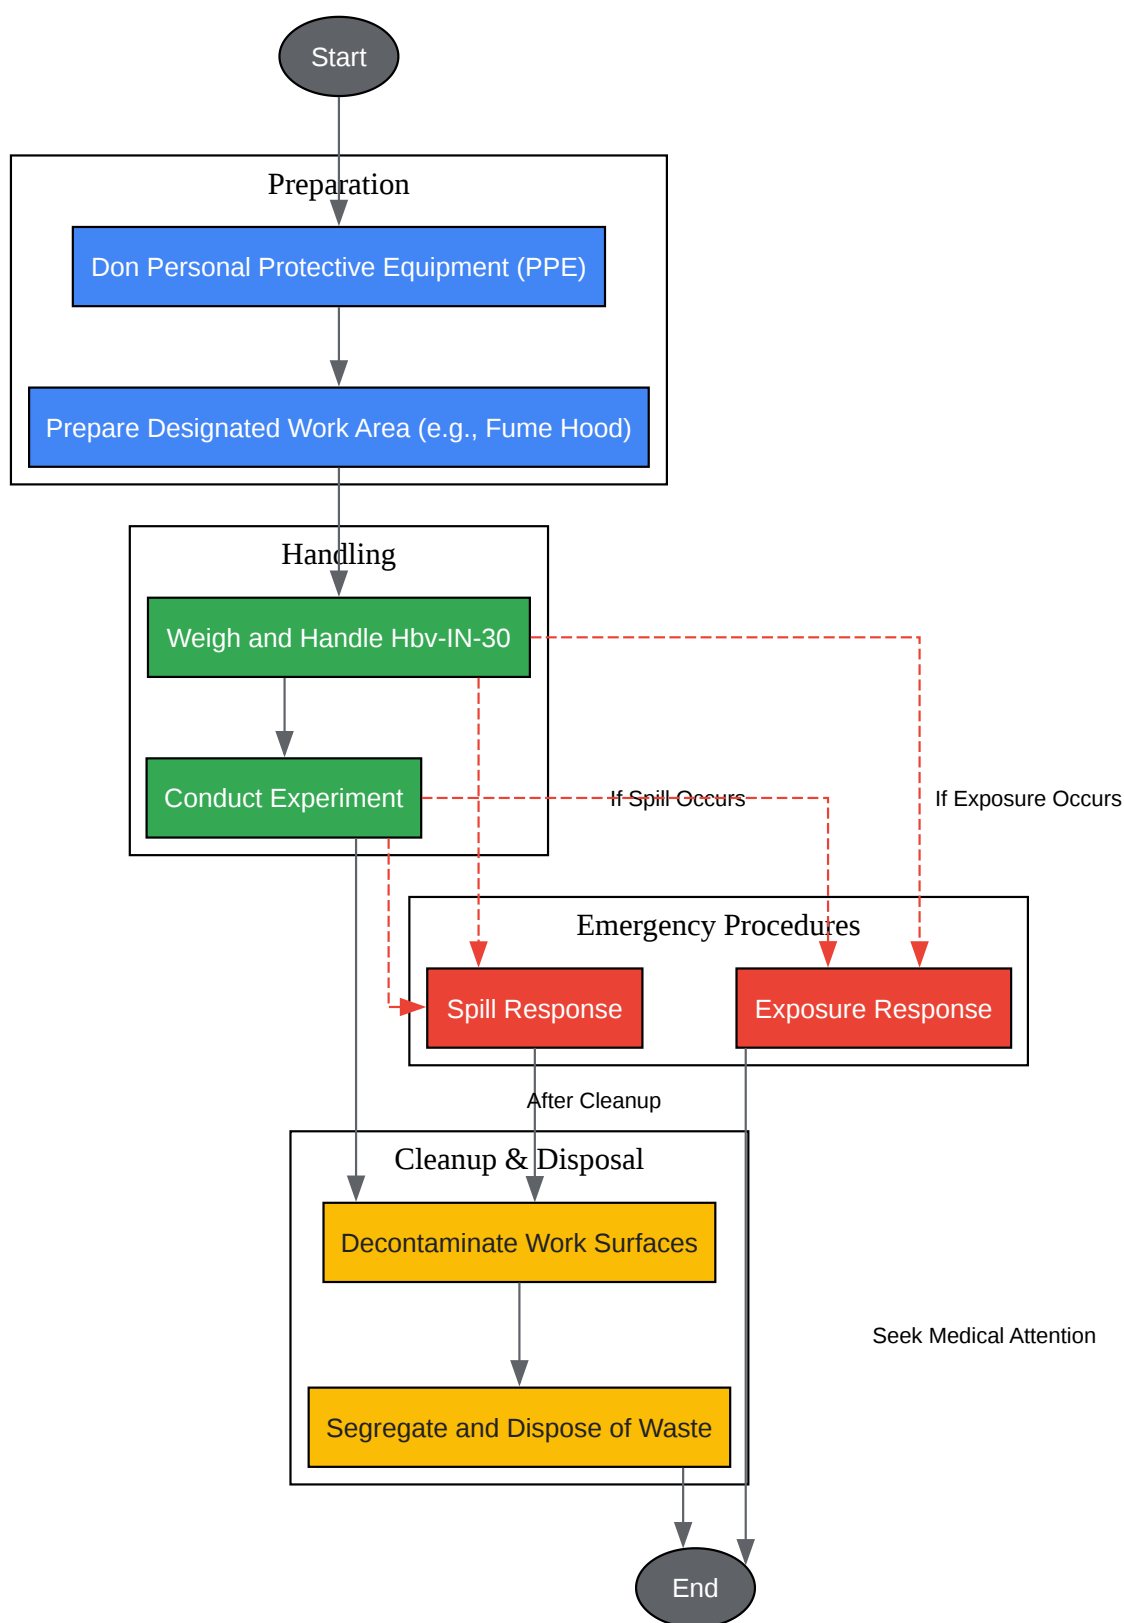 Start
Preparation
Don Personal Protective Equipment (PPE)
Prepare Designated Work Area (e.g., Fume Hood)
Handling
Weigh and Handle Hbv-IN-30
Conduct Experiment
If Spill Occurs
If Exposure Occurs
Emergency Procedures
Spill Response
Exposure Response
After Cleanup
Cleanup & Disposal
Decontaminate Work Surfaces
Seek Medical Attention
Segregate and Dispose of Waste
End